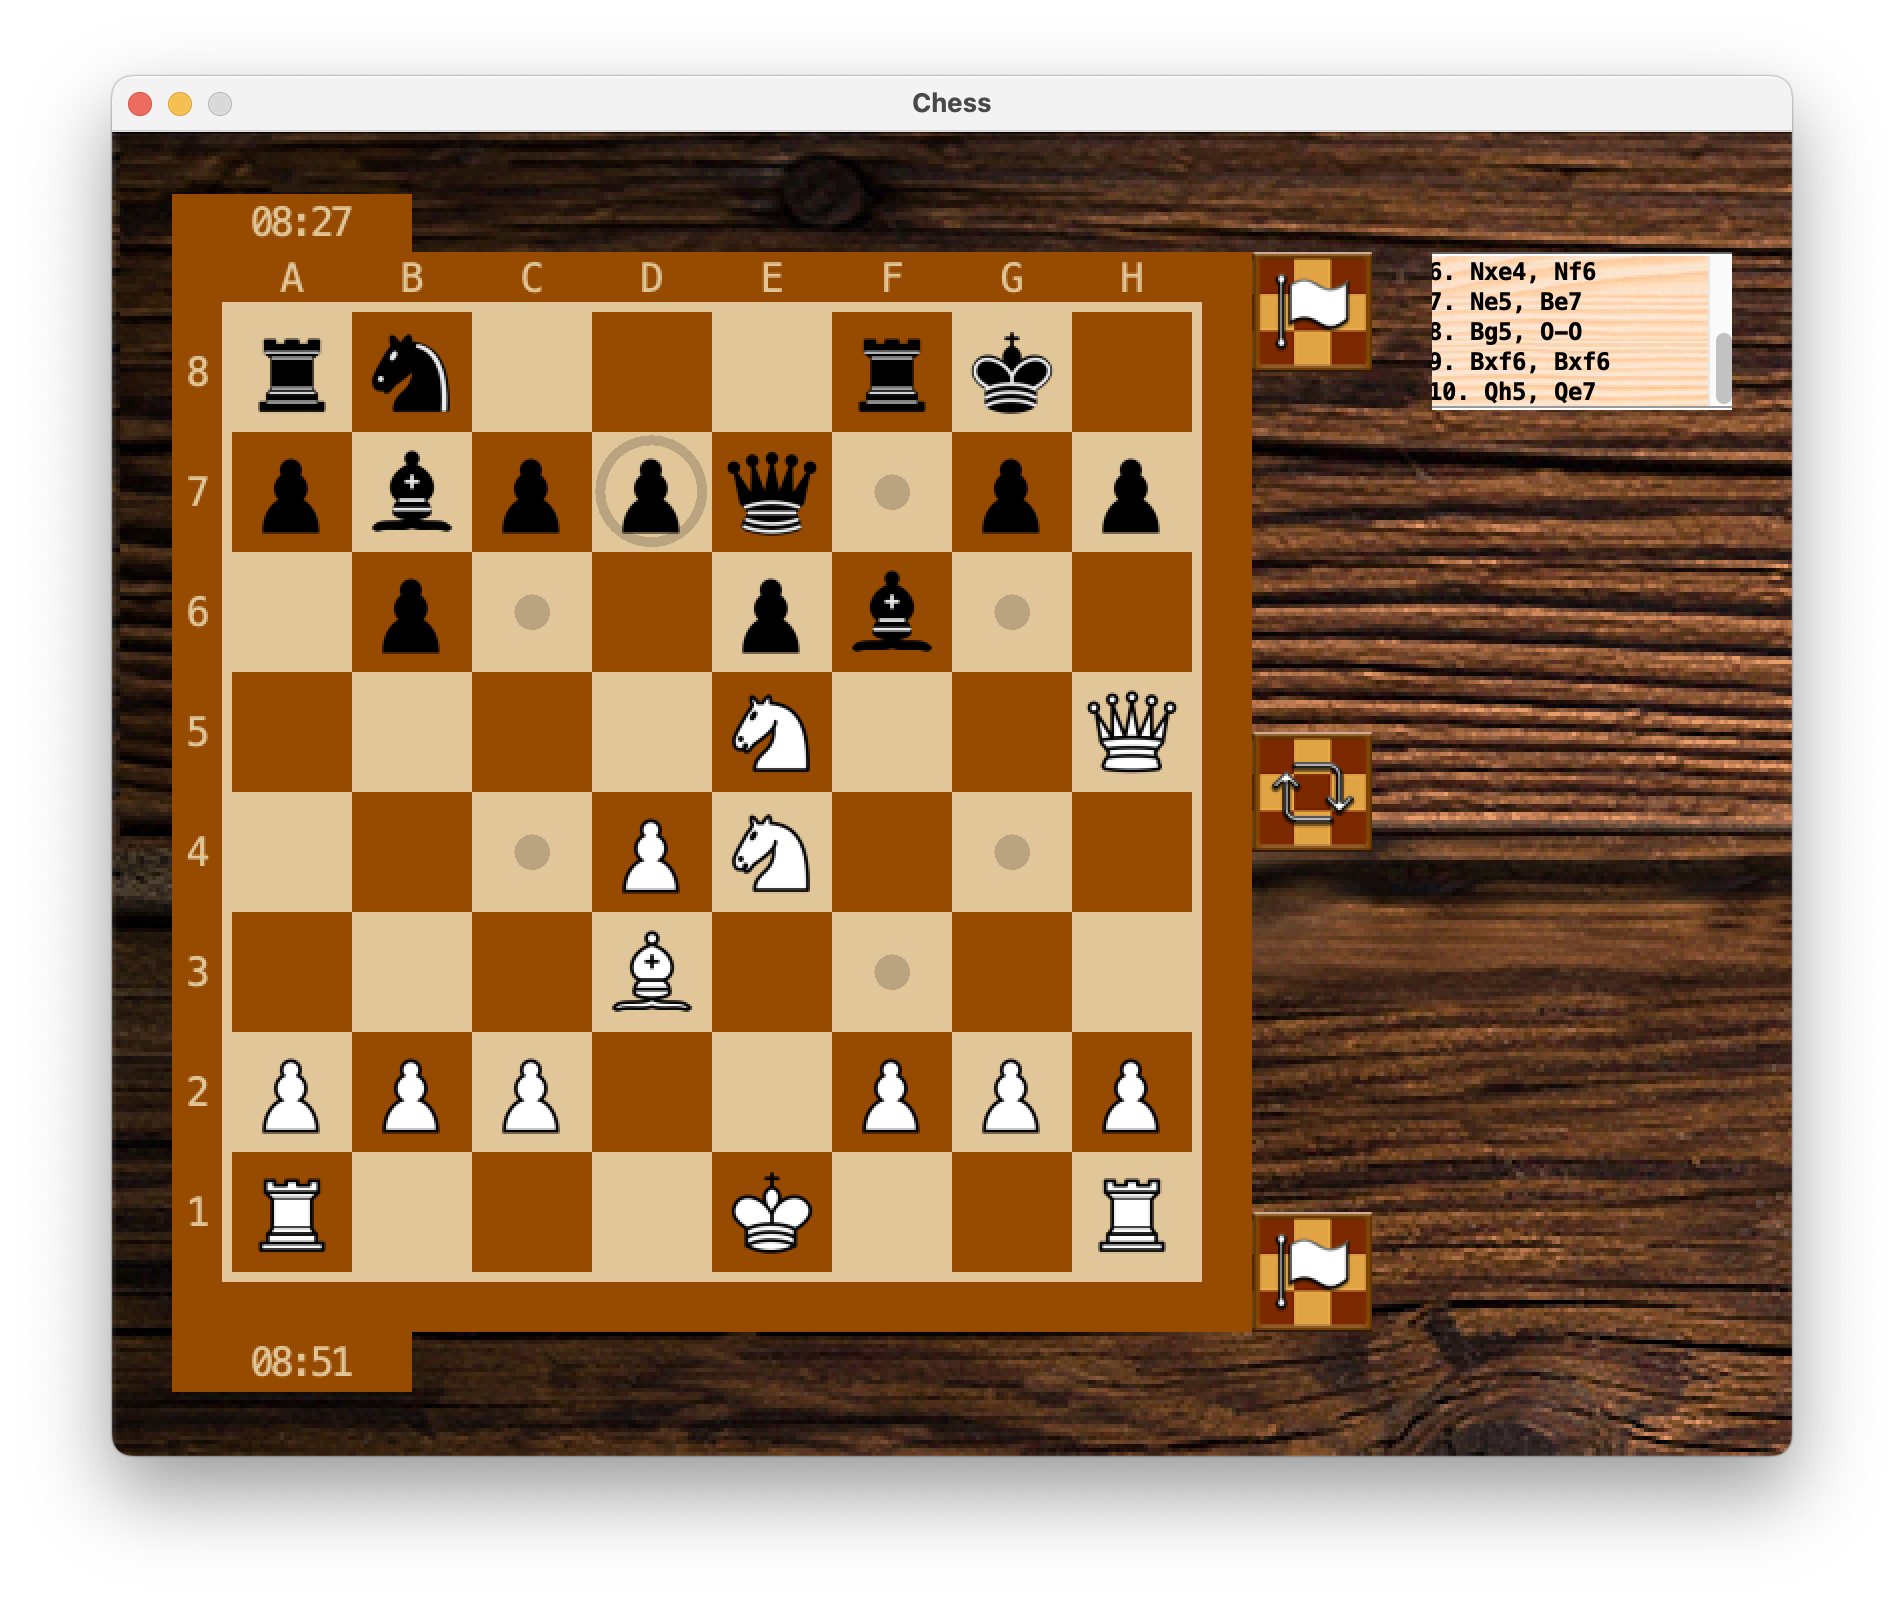 Chess
08:27
A B C D E F G H
6. Nxe4, Nf6
7. Ne5, Be7
8. Bg5, O-O
9. Bxf6, Bxf6
10. Qh5, Qe7
8
7
6
5
4
3
2
1
08:51